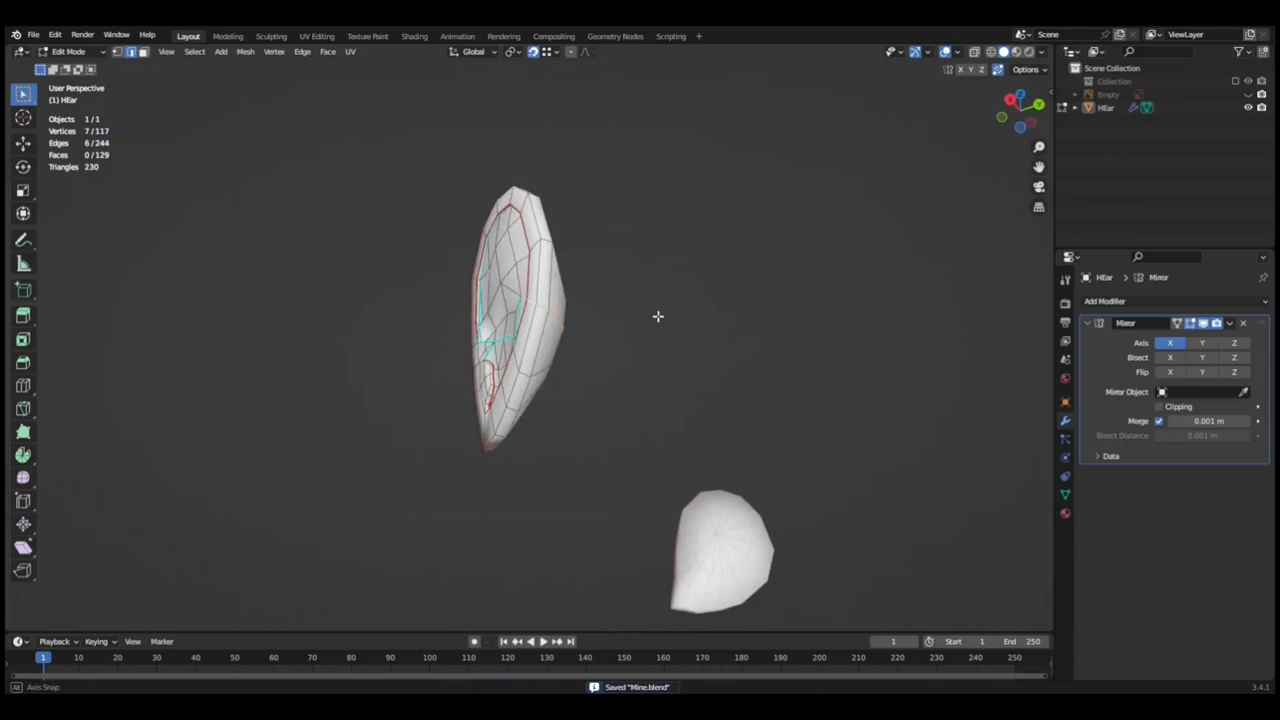 File Edit Render Window Help Layout Modeling Sculpting UV Editing Texture Paint Shading Animation Rendering Compositing Geometry Nodes Scripting + Scene ViewLayer
Edit Mode View Select Add Mesh Vertex Edge Face UV Global
X Y Z Options
User Perspective
(1) HEar
Objects 1/1
Vertices 7/117
Edges 6/244
Faces 0/129
Triangles 230
X Z Y
Scene Collection
Collection
Empty
HEar
HEar > Mirror
Add Modifier
Mirror
Axis X Y Z
Bisect X Y Z
Flip X Y Z
Mirror Object
Clipping
Merge 0.001 m
Bisect Distance 0.001 m
Data
Playback Keying View Marker 1 Start 1 End 250
1 10 20 30 40 50 60 70 80 90 100 110 120 130 140 150 160 170 180 190 200 210 220 230 240 250
Alt Axis Snap Saved "Mine.blend" 3.4.1